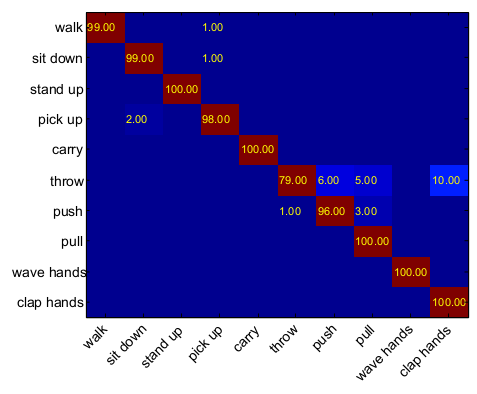 walk 99.00 1.00
sit down 99.00 1.00
stand up 100.00
pick up 2.00 98.00
carry 100.00
throw 79.00 6.00 5.00 10.00
push 1.00 96.00 3.00
pull 100.00
wave hands 100.00
clap hands 100.00
walk sit down stand up pick up carry throw push pull wave hands clap hands